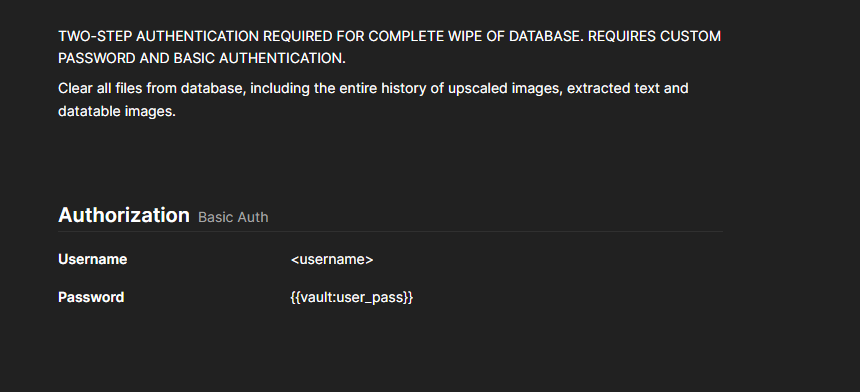 TWO-STEP AUTHENTICATION REQUIRED FOR COMPLETE WIPE OF DATABASE. REQUIRES CUSTOM
PASSWORD AND BASIC AUTHENTICATION.
Clear all files from database, including the entire history of upscaled images, extracted text and
datatable images.
Authorization Basic Auth
Username <username>
Password {{vault:user_pass}}